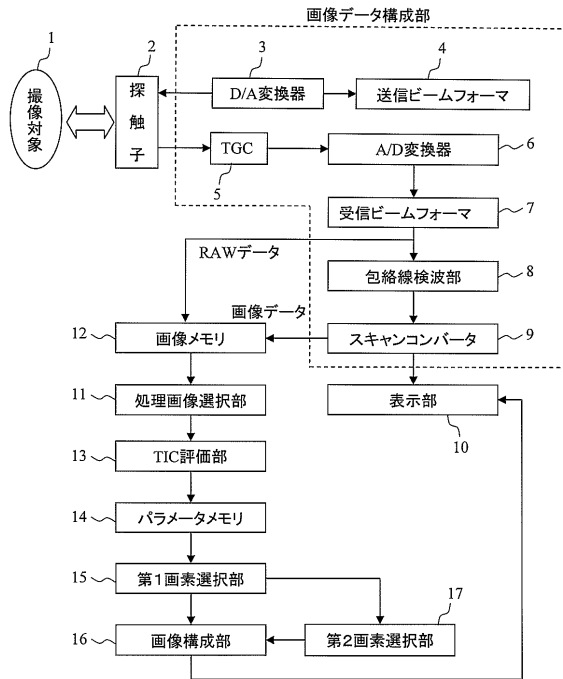 画像データ構成部
1
2
3
4
撮像対象
探触子
D/A変換器
送信ビームフォーマ
TGC
5
A/D変換器
6
受信ビームフォーマ
7
RAWデータ
包絡線検波部
8
画像データ
12
画像メモリ
スキャンコンバータ
9
11
処理画像選択部
表示部
10
13
TIC評価部
14
パラメータメモリ
15
第1画素選択部
17
16
画像構成部
第2画素選択部